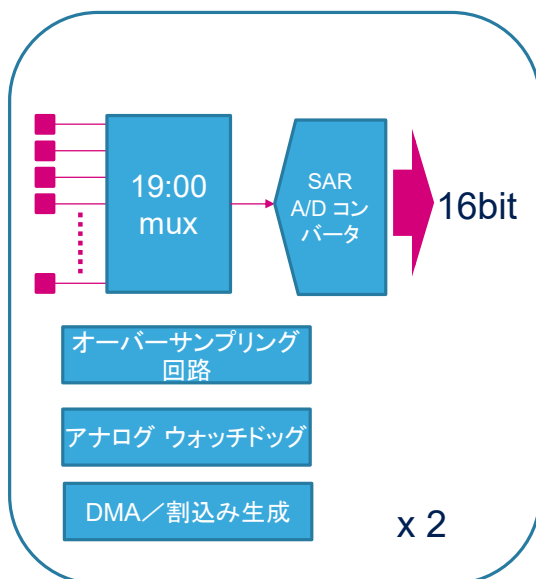 19:00
mux
SAR
A/D コン
バータ
16bit
オーバーサンプリング
回路
アナログ ウォッチドッグ
DMA／割込み生成
x 2